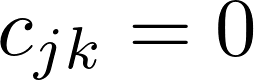 c_{jk} = 0